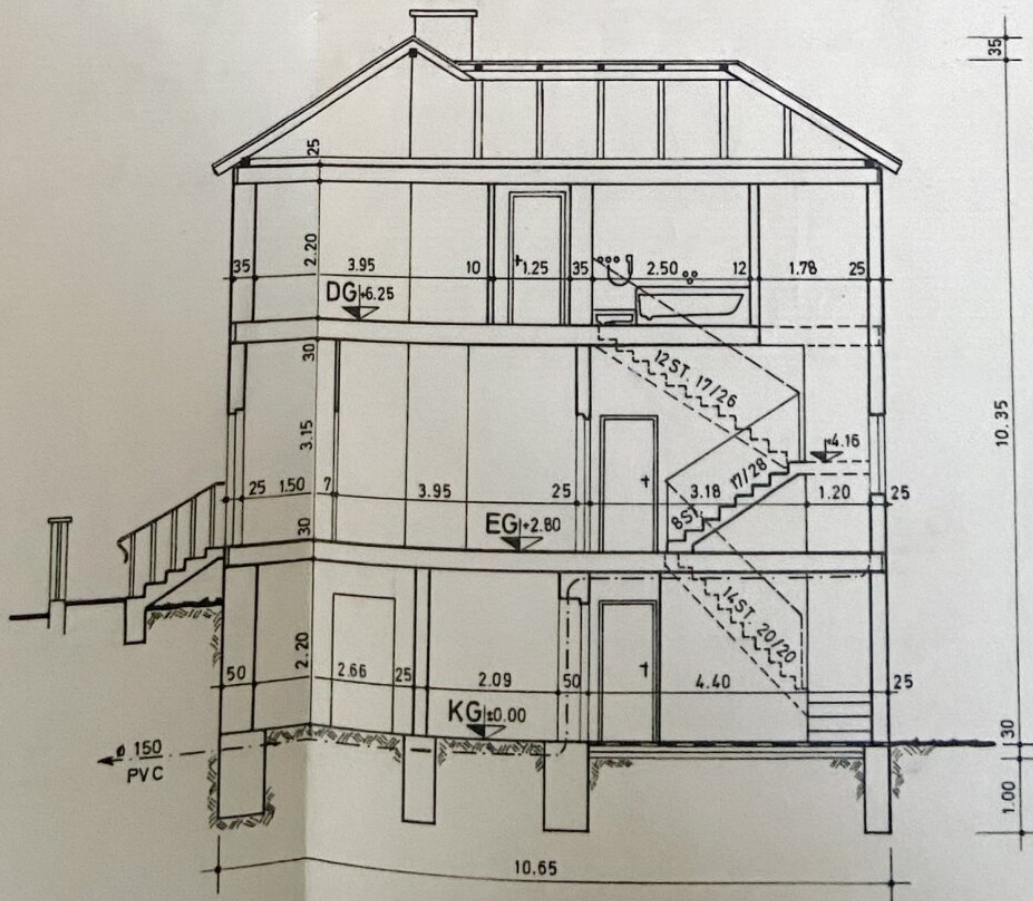 35
25
2.20
35 3.95 10 1.25 35 2.50 12 1.78 25
DG +6.25
30
12 ST. 17/26
3.15
10.35
+4.16
25 1.50 7 3.95 25 3.18 1.20 25
8 ST. 17/28
EG +2.80
30
14 ST. 20/20
2.20
50 2.66 25 2.09 50 4.40 25
KG ±0.00
30
ø 150
PVC
1.00
10.65